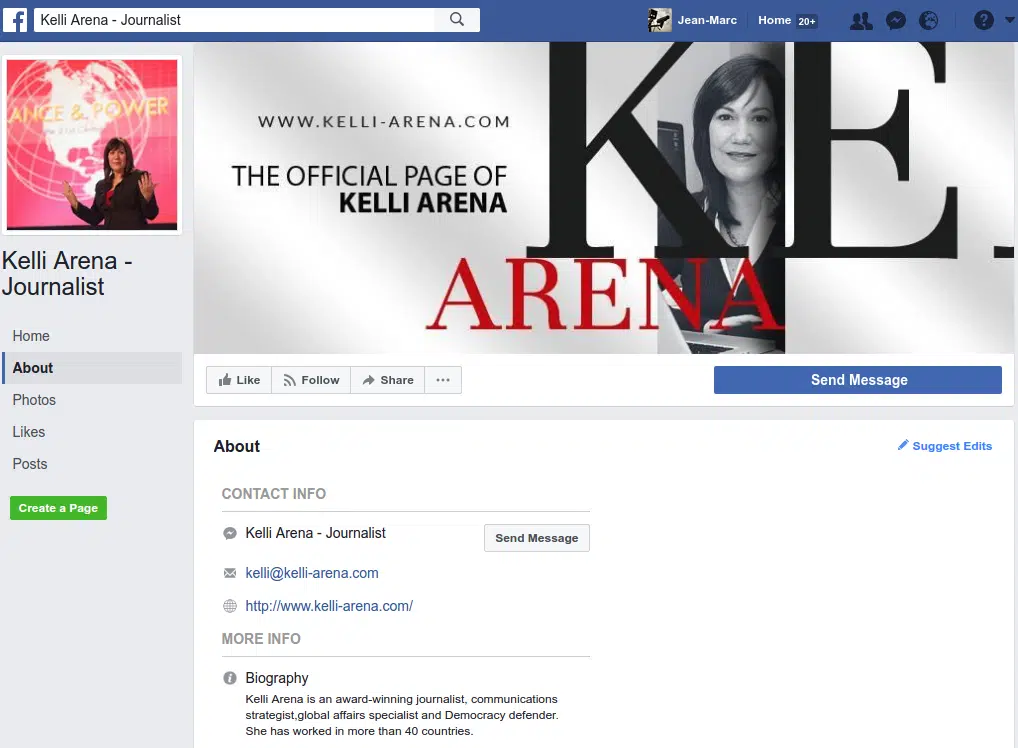 f
Kelli Arena - Journalist
Jean-Marc
Home 20+
?
ANCE & POWER
WWW.KELLI-ARENA.COM
THE OFFICIAL PAGE OF
KELLI ARENA
KE
ARENA
Kelli Arena -
Journalist
Home
About
Photos
Likes
Posts
Create a Page
Like
Follow
Share
...
Send Message
About
Suggest Edits
CONTACT INFO
Kelli Arena - Journalist
Send Message
kelli@kelli-arena.com
http://www.kelli-arena.com/
MORE INFO
Biography
Kelli Arena is an award-winning journalist, communications
strategist,global affairs specialist and Democracy defender.
She has worked in more than 40 countries.